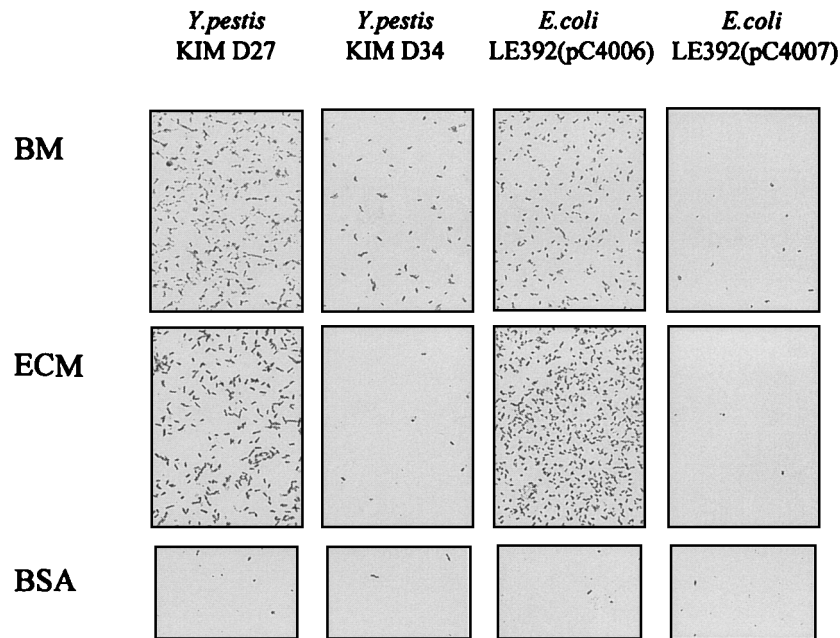 Y.pestis Y.pestis E.coli E.coli
KIM D27 KIM D34 LE392(pC4006) LE392(pC4007)
BM
ECM
BSA